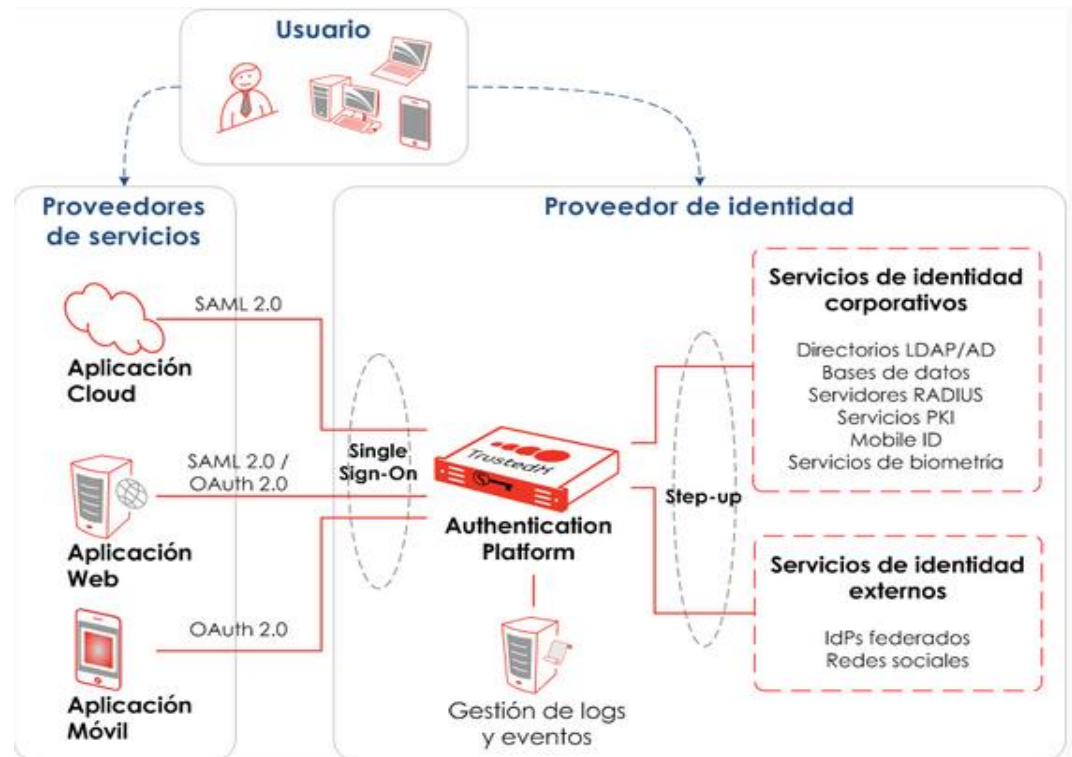 Usuario
Proveedores
de servicios
SAML 2.0
Aplicación
Cloud
SAML 2.0 /
OAuth 2.0
Aplicación
Web
OAuth 2.0
Aplicación
Móvil
Proveedor de identidad
Single
Sign-On
TrustedX
Authentication
Platform
Gestión de logs
y eventos
Step-up
Servicios de identidad
corporativos
Directorios LDAP/AD
Bases de datos
Servidores RADIUS
Servicios PKI
Mobile ID
Servicios de biometría
Servicios de identidad
externos
IdPs federados
Redes sociales